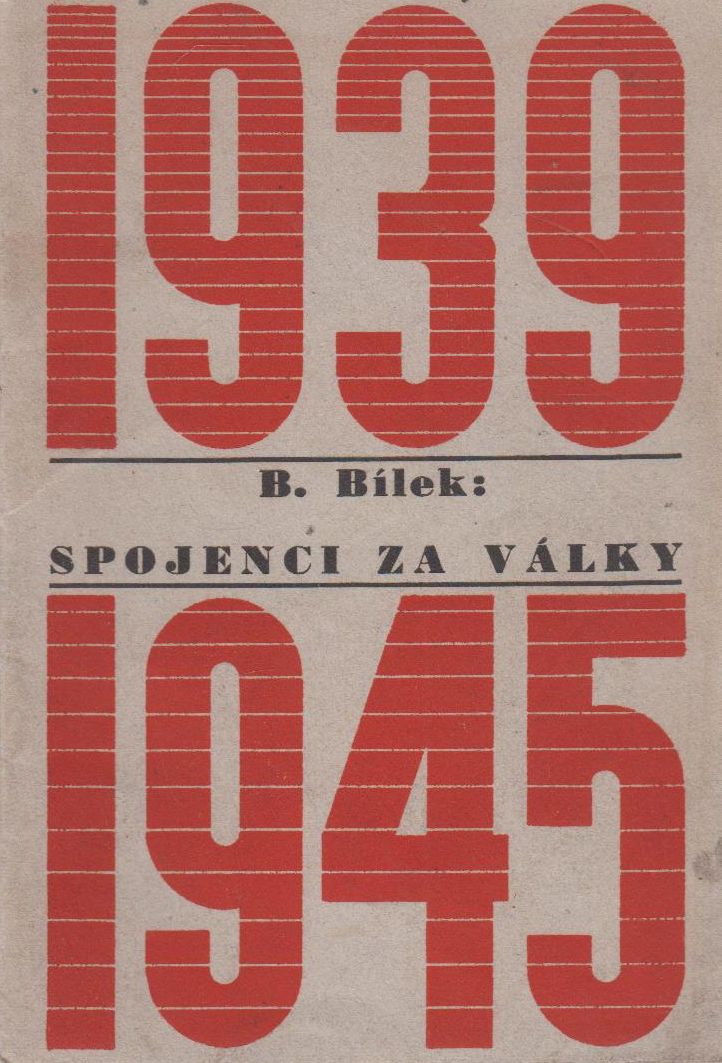 1939
B. Bílek:
SPOJENCI ZA VÁLKY
1945